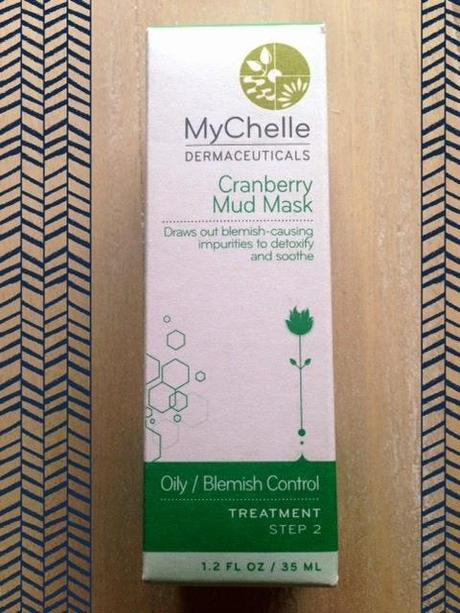 MyChelle
DERMACEUTICALS
Cranberry
Mud Mask
Draws out blemish-causing
impurities to detoxify
and soothe
Oily / Blemish Control
TREATMENT
STEP 2
1.2 FL OZ / 35 ML